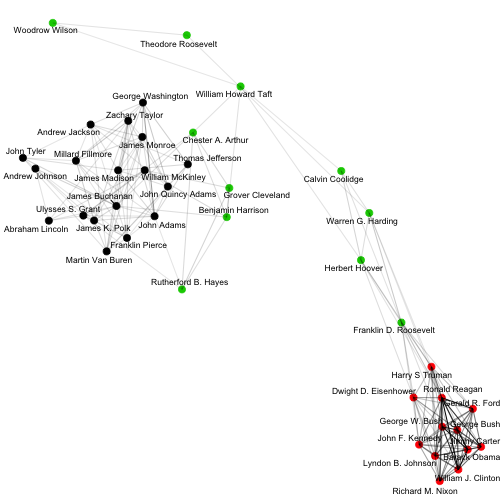 Woodrow Wilson
Theodore Roosevelt
William Howard Taft
George Washington
Zachary Taylor
Andrew Jackson
Chester A. Arthur
James Monroe
John Tyler
Millard Fillmore
Thomas Jefferson
Andrew Johnson
James Madison
William McKinley
Calvin Coolidge
John Quincy Adams
Grover Cleveland
James Buchanan
Ulysses S. Grant
Benjamin Harrison
Warren G. Harding
Abraham Lincoln
James K. Polk
John Adams
Franklin Pierce
Martin Van Buren
Herbert Hoover
Rutherford B. Hayes
Franklin D. Roosevelt
Harry S Truman
Dwight D. Eisenhower
Ronald Reagan
Gerald R. Ford
George W. Bush
George Bush
John F. Kennedy
Jimmy Carter
Barack Obama
Lyndon B. Johnson
William J. Clinton
Richard M. Nixon